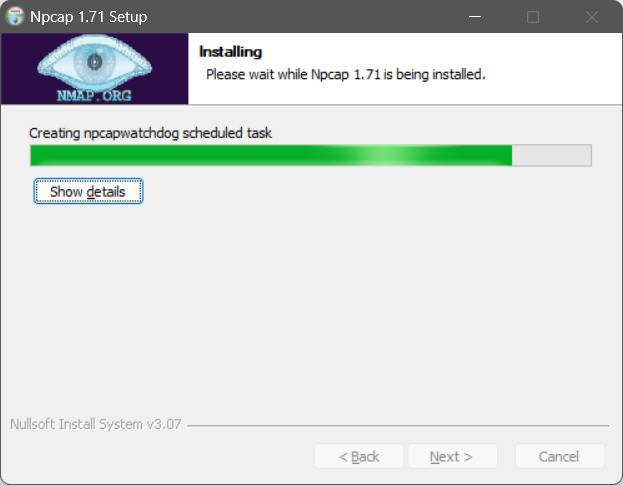 Npcap 1.71 Setup
NMAP.ORG
Installing
Please wait while Npcap 1.71 is being installed.
Creating npcapwatchdog scheduled task
Show details
Nullsoft Install System v3.07
< Back
Next >
Cancel